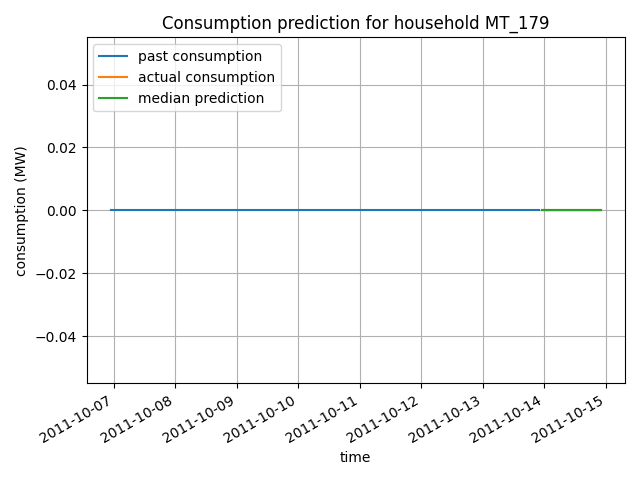 Consumption prediction for household MT_179
past consumption
actual consumption
median prediction
0.04
0.02
0.00
−0.02
−0.04
consumption (MW)
2011-10-07
2011-10-08
2011-10-09
2011-10-10
2011-10-11
2011-10-12
2011-10-13
2011-10-14
2011-10-15
time